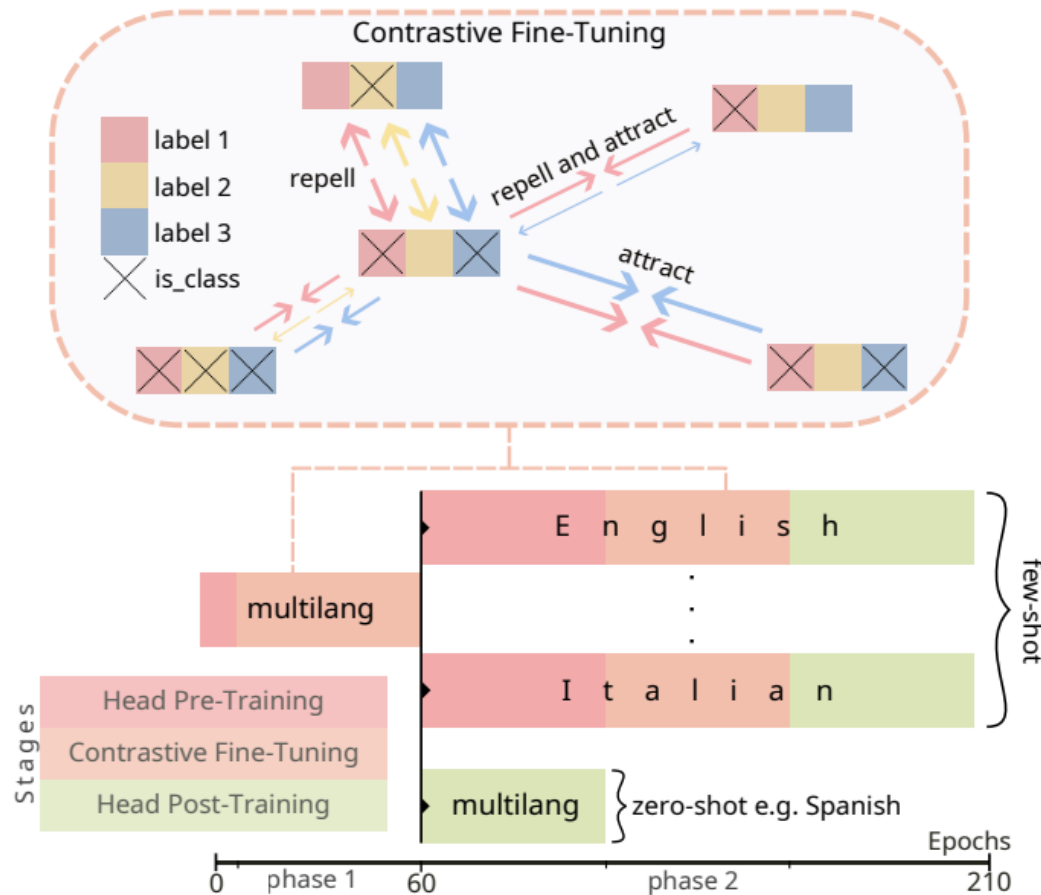 Contrastive Fine-Tuning
label 1
label 2
label 3
is_class
repell
repell and attract
attract
English
multilang
Italian
few-shot
Stages
Head Pre-Training
Contrastive Fine-Tuning
Head Post-Training
multilang
zero-shot e.g. Spanish
Epochs
0
phase 1
60
phase 2
210